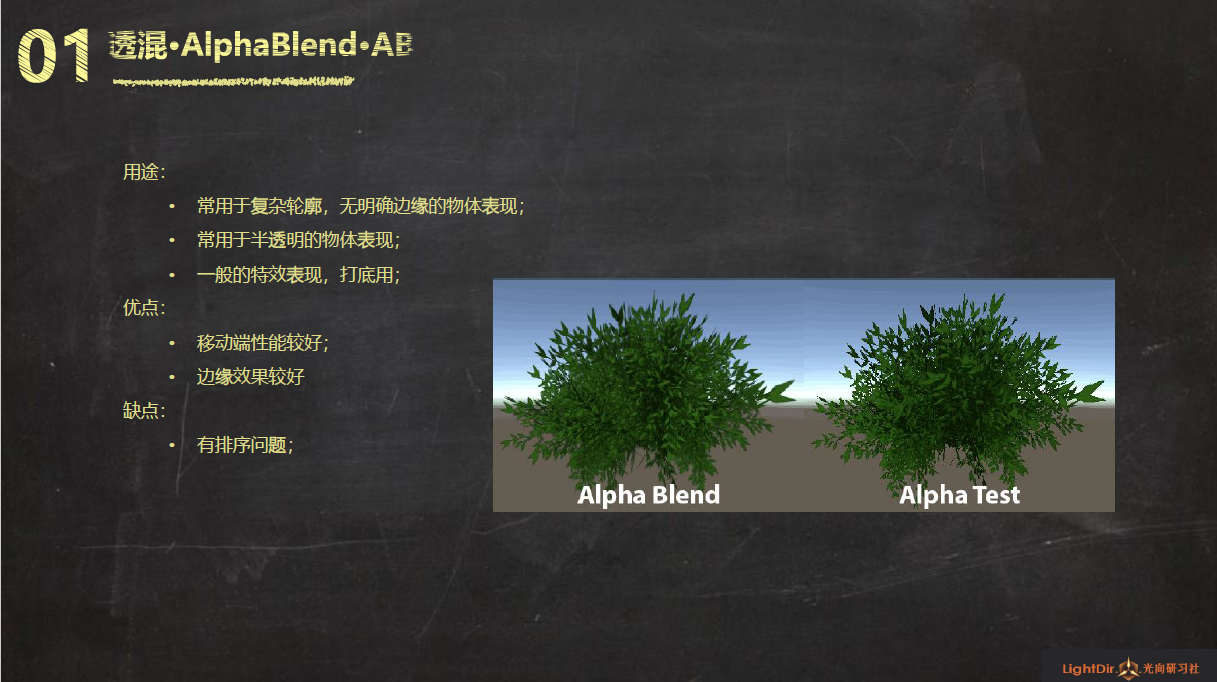 01 透混·AlphaBlend·AB
用途：
• 常用于复杂轮廓，无明确边缘的物体表现；
• 常用于半透明的物体表现；
• 一般的特效表现，打底用；
优点：
• 移动端性能较好；
• 边缘效果较好
缺点：
• 有排序问题；
Alpha Blend
Alpha Test
LightDir.光向研习社